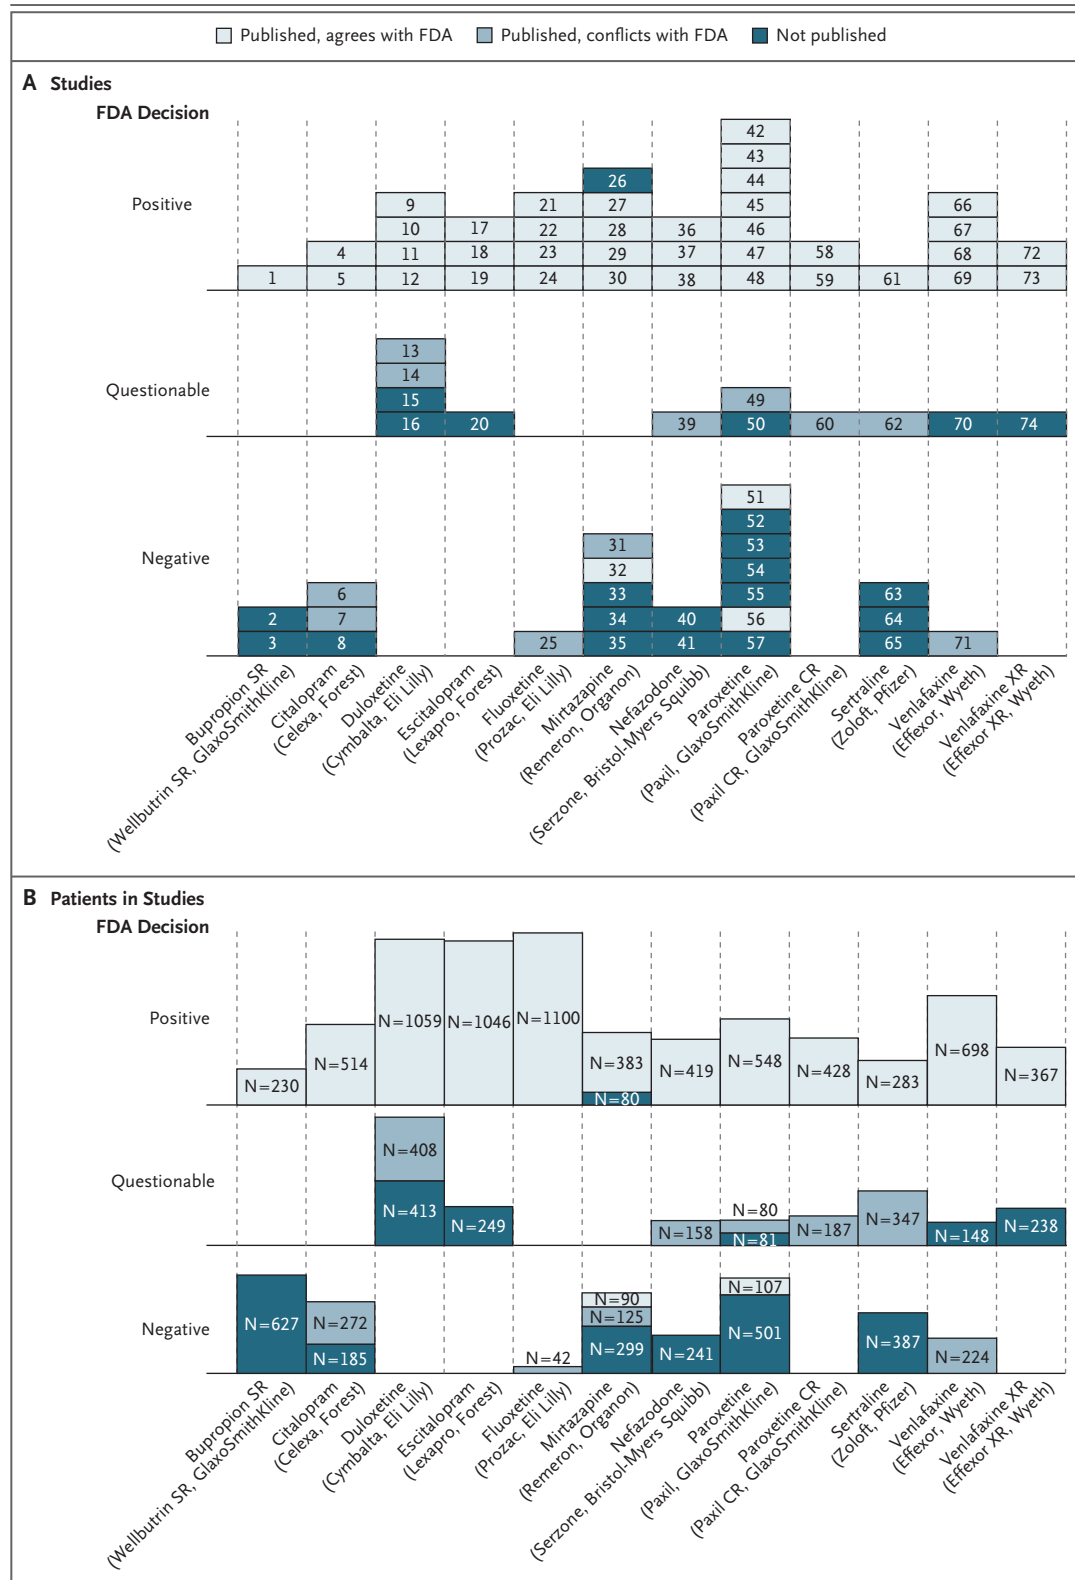 Published, agrees with FDA Published, conflicts with FDA Not published
A Studies
FDA Decision
42
43
26 44
Positive 9 21 27 45 66
10 17 22 28 36 46 67
4 11 18 23 29 37 47 58 68 72
1 5 12 19 24 30 38 48 59 61 69 73
13
14
Questionable 15 49
16 20 39 50 60 62 70 74
51
52
Negative 31 53
32 54
6 33 55 63
2 7 34 40 56 64
3 8 25 35 41 57 65 71
Bupropion SR
(Wellbutrin SR, GlaxoSmithKline)
Citalopram
(Celexa, Forest)
Duloxetine
(Cymbalta, Eli Lilly)
Escitalopram
(Lexapro, Forest)
Fluoxetine
(Prozac, Eli Lilly)
Mirtazapine
(Remeron, Organon)
Nefazodone
(Serzone, Bristol-Myers Squibb)
Paroxetine
(Paxil, GlaxoSmithKline)
Paroxetine CR
(Paxil CR, GlaxoSmithKline)
Sertraline
(Zoloft, Pfizer)
Venlafaxine
(Effexor, Wyeth)
Venlafaxine XR
(Effexor XR, Wyeth)
B Patients in Studies
FDA Decision
Positive
N=230
N=514
N=1059
N=1046
N=1100
N=383
N=80
N=419
N=548
N=428
N=283
N=698
N=367
Questionable
N=408
N=413
N=249
N=158
N=80
N=81
N=187
N=347
N=148
N=238
Negative
N=627
N=272
N=185
N=42
N=90
N=125
N=299
N=241
N=107
N=501
N=387
N=224
Bupropion SR
(Wellbutrin SR, GlaxoSmithKline)
Citalopram
(Celexa, Forest)
Duloxetine
(Cymbalta, Eli Lilly)
Escitalopram
(Lexapro, Forest)
Fluoxetine
(Prozac, Eli Lilly)
Mirtazapine
(Remeron, Organon)
Nefazodone
(Serzone, Bristol-Myers Squibb)
Paroxetine
(Paxil, GlaxoSmithKline)
Paroxetine CR
(Paxil CR, GlaxoSmithKline)
Sertraline
(Zoloft, Pfizer)
Venlafaxine
(Effexor, Wyeth)
Venlafaxine XR
(Effexor XR, Wyeth)